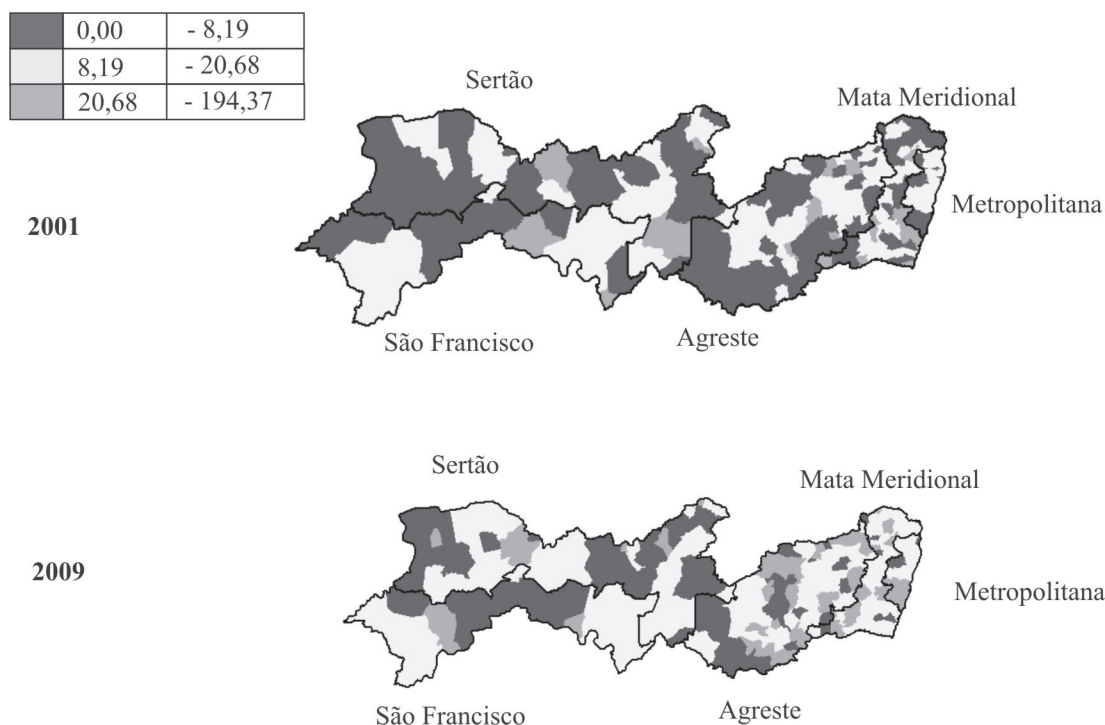 0,00 - 8,19
8,19 - 20,68
20,68 - 194,37
Sertão
Mata Meridional
2001
Metropolitana
São Francisco
Agreste
Sertão
Mata Meridional
2009
Metropolitana
São Francisco
Agreste